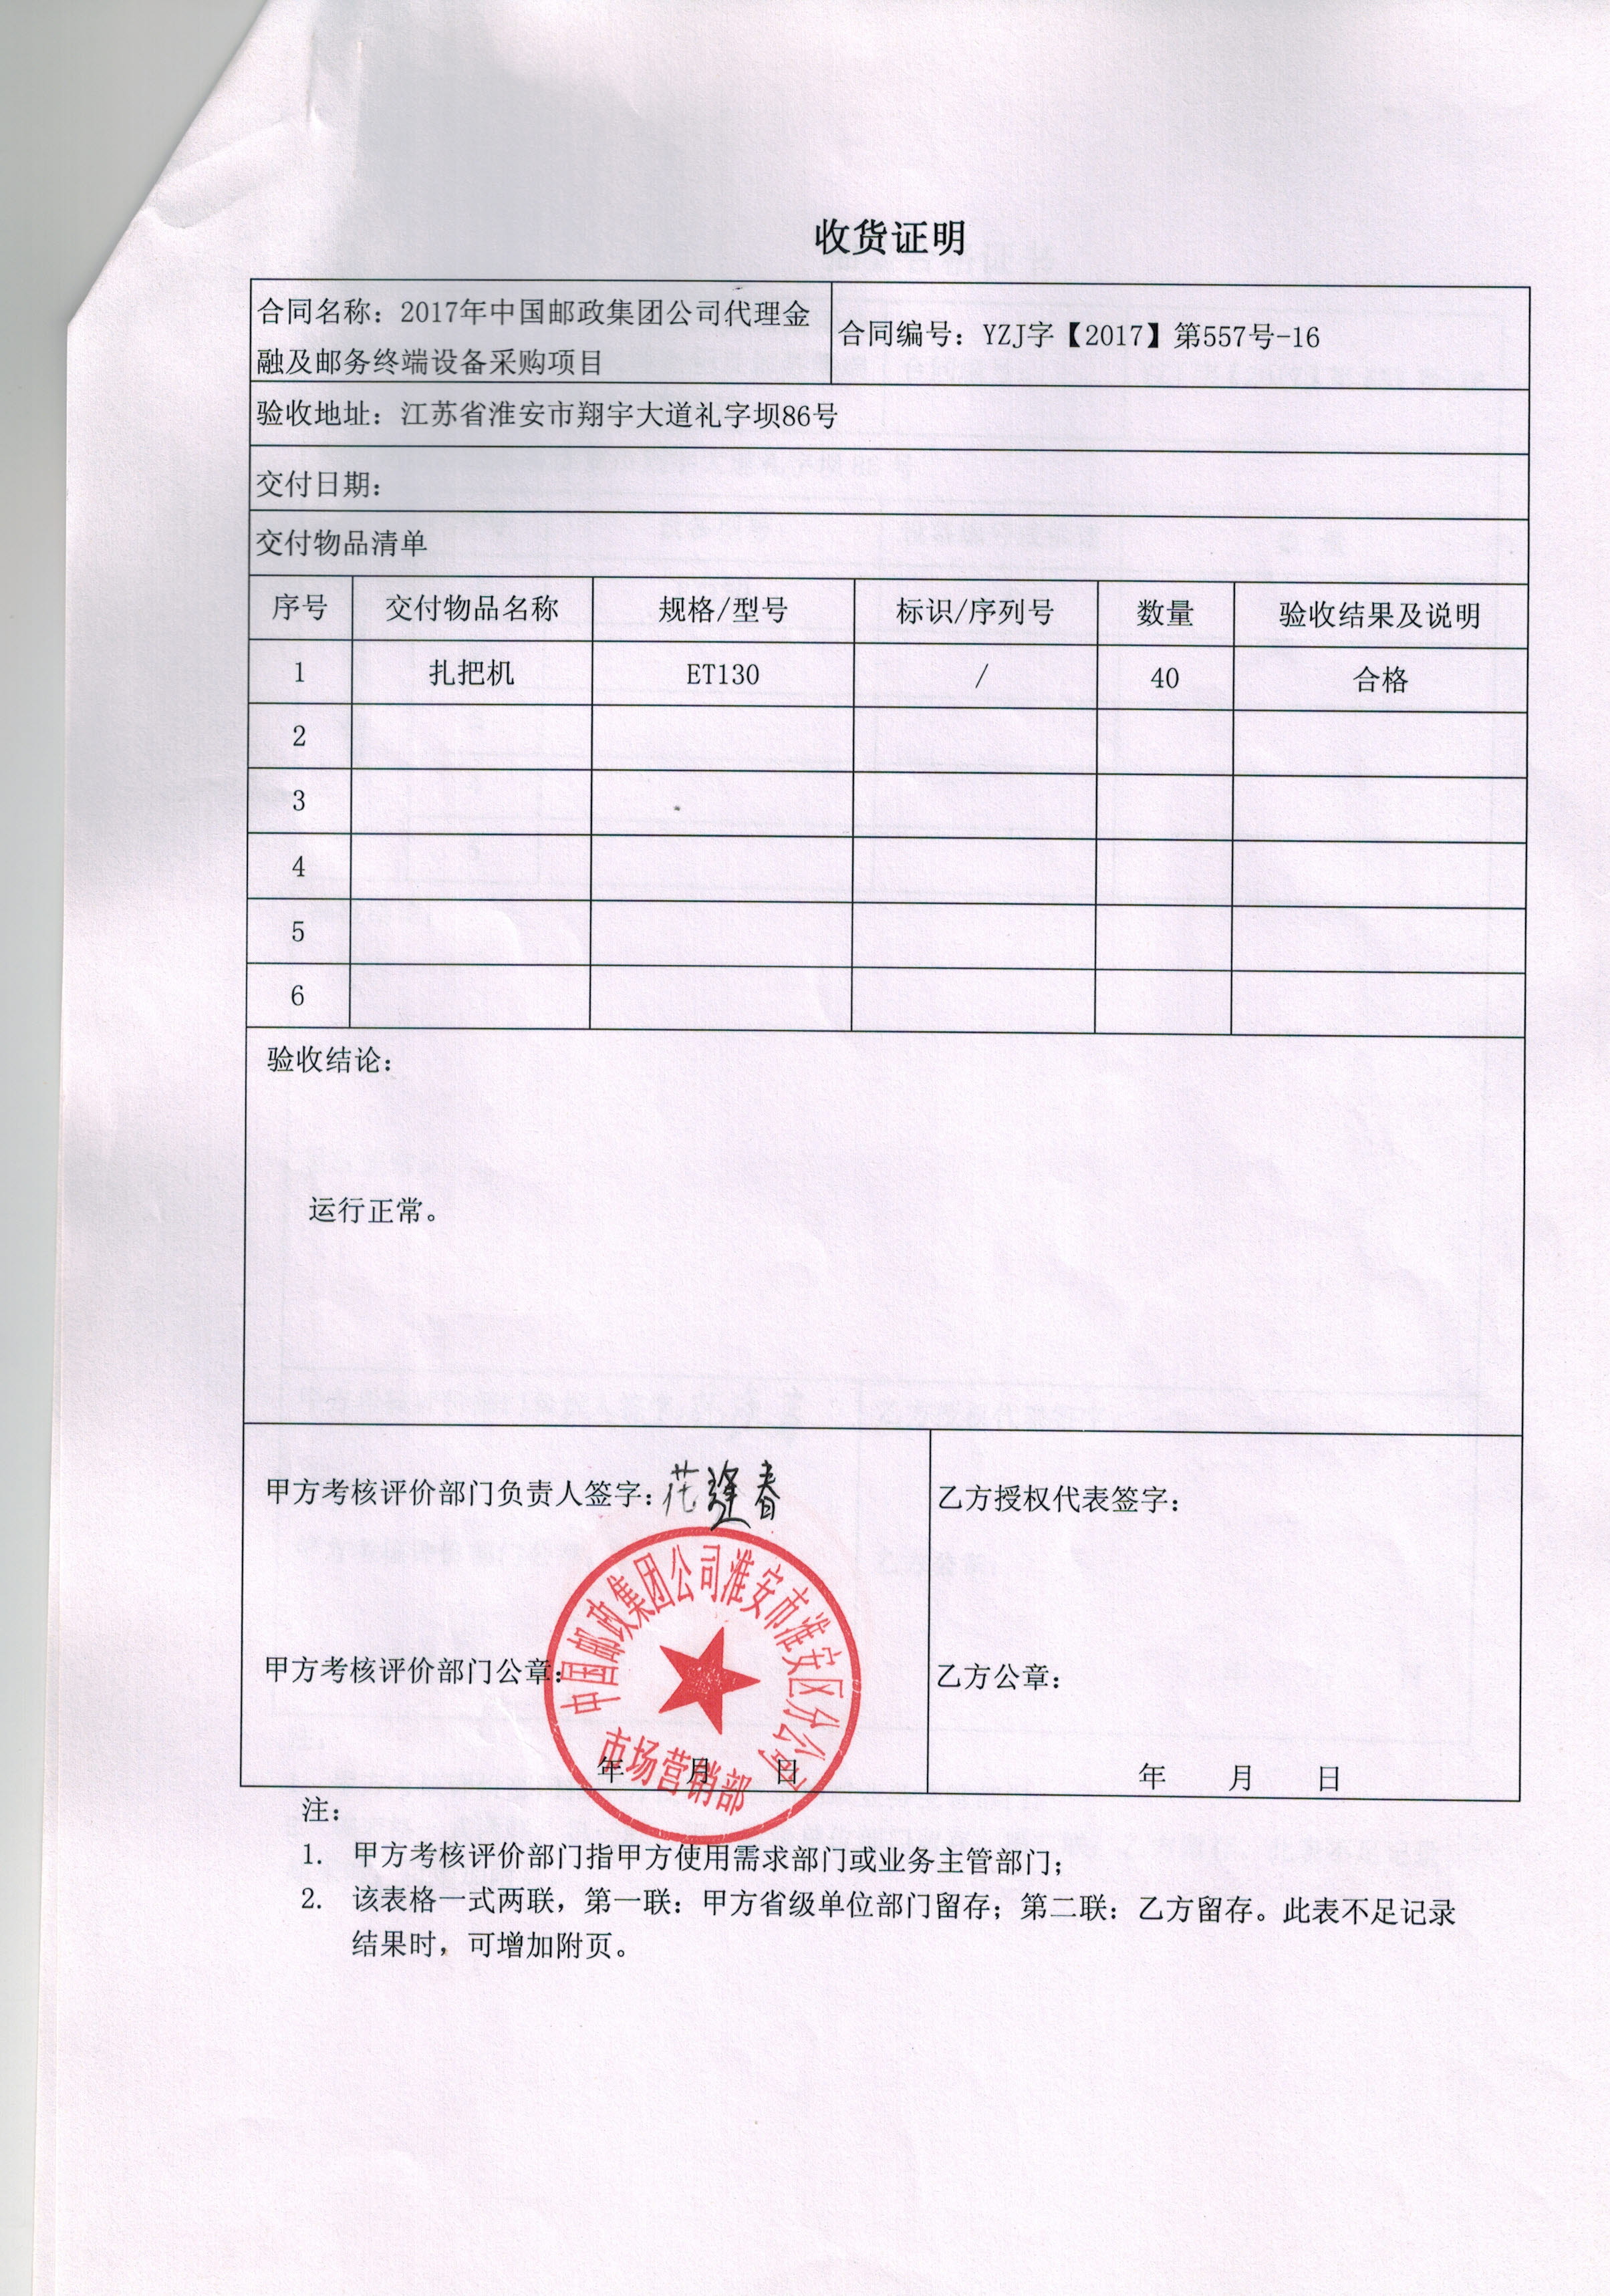 收货证明
合同名称：2017年中国邮政集团公司代理金
融及邮务终端设备采购项目
合同编号：YZJ字【2017】第557号-16
验收地址：江苏省淮安市翔宇大道礼字坝86号
交付日期：
交付物品清单
序号 交付物品名称 规格/型号 标识/序列号 数量 验收结果及说明
1 扎把机 ET130 / 40 合格
2
3
4
5
6
验收结论：
运行正常。
甲方考核评价部门负责人签字：花逢春
乙方授权代表签字：
中国邮政集团公司淮安市淮安区分公司
市场营销部
甲方考核评价部门公章：
乙方公章：
年 月 日
年 月 日
注：
1. 甲方考核评价部门指甲方使用需求部门或业务主管部门；
2. 该表格一式两联，第一联：甲方省级单位部门留存；第二联：乙方留存。此表不足记录
结果时，可增加附页。